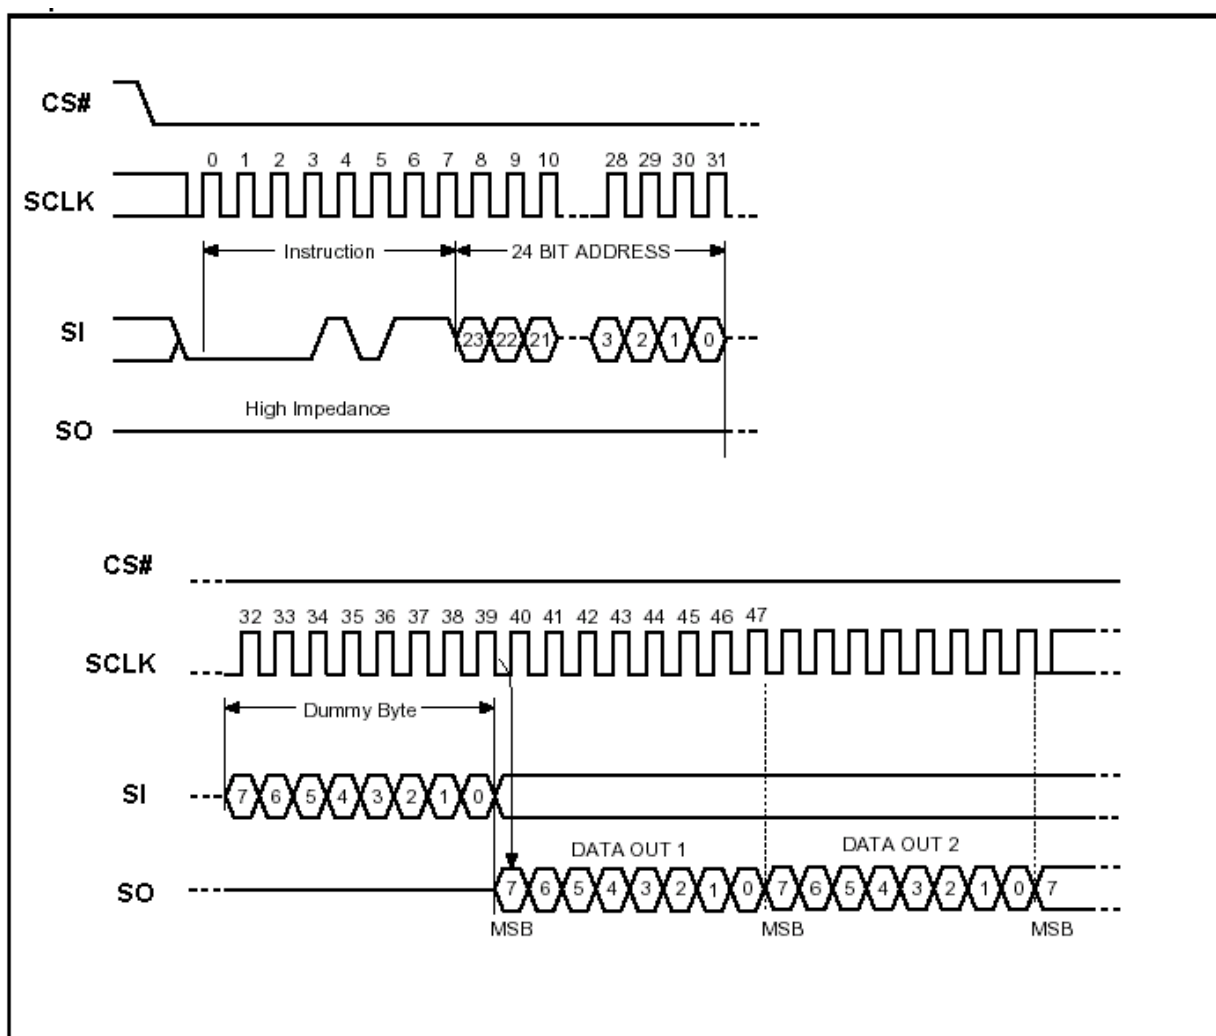 CS#
0 1 2 3 4 5 6 7 8 9 10 28 29 30 31
SCLK
Instruction 24 BIT ADDRESS
SI 23 22 21 3 2 1 0
High Impedance
SO
CS#
32 33 34 35 36 37 38 39 40 41 42 43 44 45 46 47
SCLK
Dummy Byte
SI 7 6 5 4 3 2 1 0
DATA OUT 1 DATA OUT 2
SO 7 6 5 4 3 2 1 0 7 6 5 4 3 2 1 0 7
MSB MSB MSB